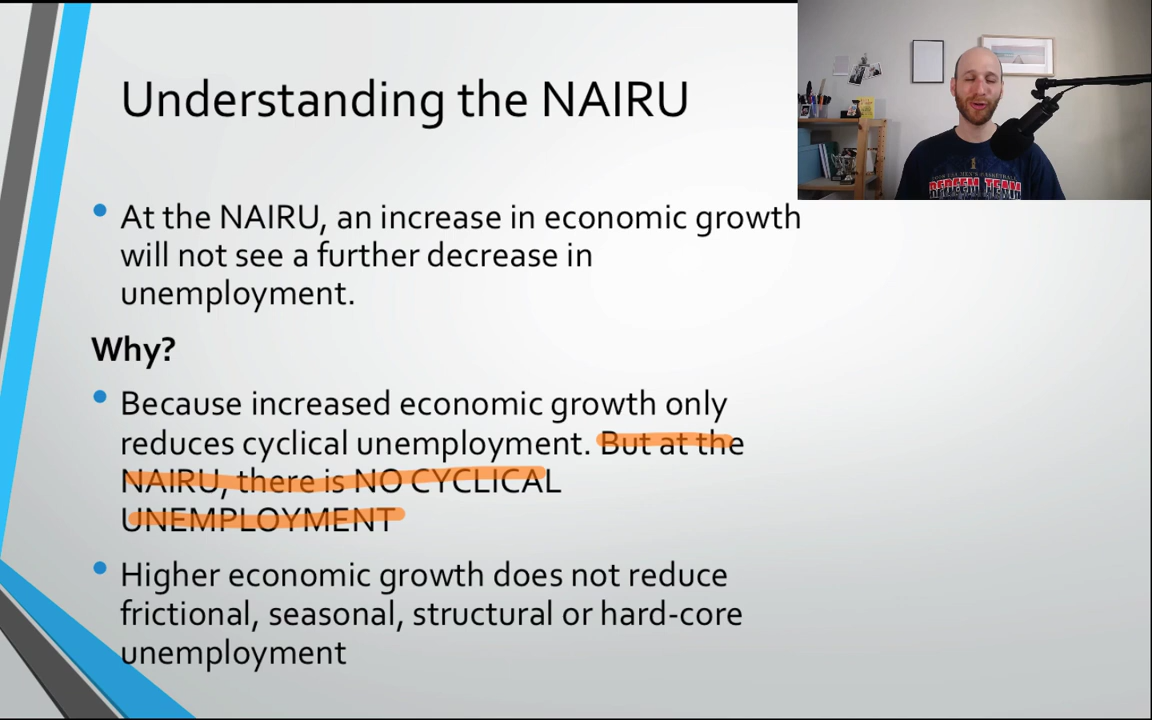 Understanding the NAIRU
REDEEM TEAM
• At the NAIRU, an increase in economic growth
will not see a further decrease in
unemployment.
Why?
• Because increased economic growth only
reduces cyclical unemployment. But at the
NAIRU, there is NO CYCLICAL
UNEMPLOYMENT
• Higher economic growth does not reduce
frictional, seasonal, structural or hard-core
unemployment